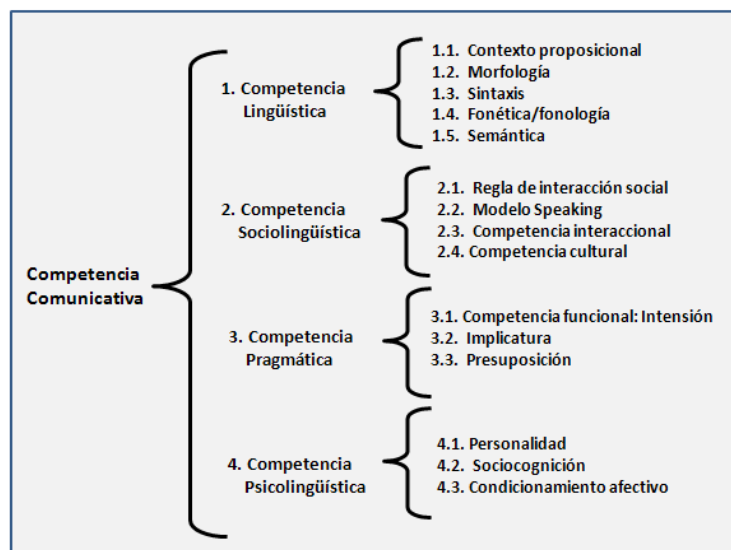 Competencia
Comunicativa
1. Competencia
Lingüística
1.1. Contexto proposicional
1.2. Morfología
1.3. Sintaxis
1.4. Fonética/fonología
1.5. Semántica
2. Competencia
Sociolingüística
2.1. Regla de interacción social
2.2. Modelo Speaking
2.3. Competencia interaccional
2.4. Competencia cultural
3. Competencia
Pragmática
3.1. Competencia funcional: Intensión
3.2. Implicatura
3.3. Presuposición
4. Competencia
Psicolingüística
4.1. Personalidad
4.2. Sociocognición
4.3. Condicionamiento afectivo